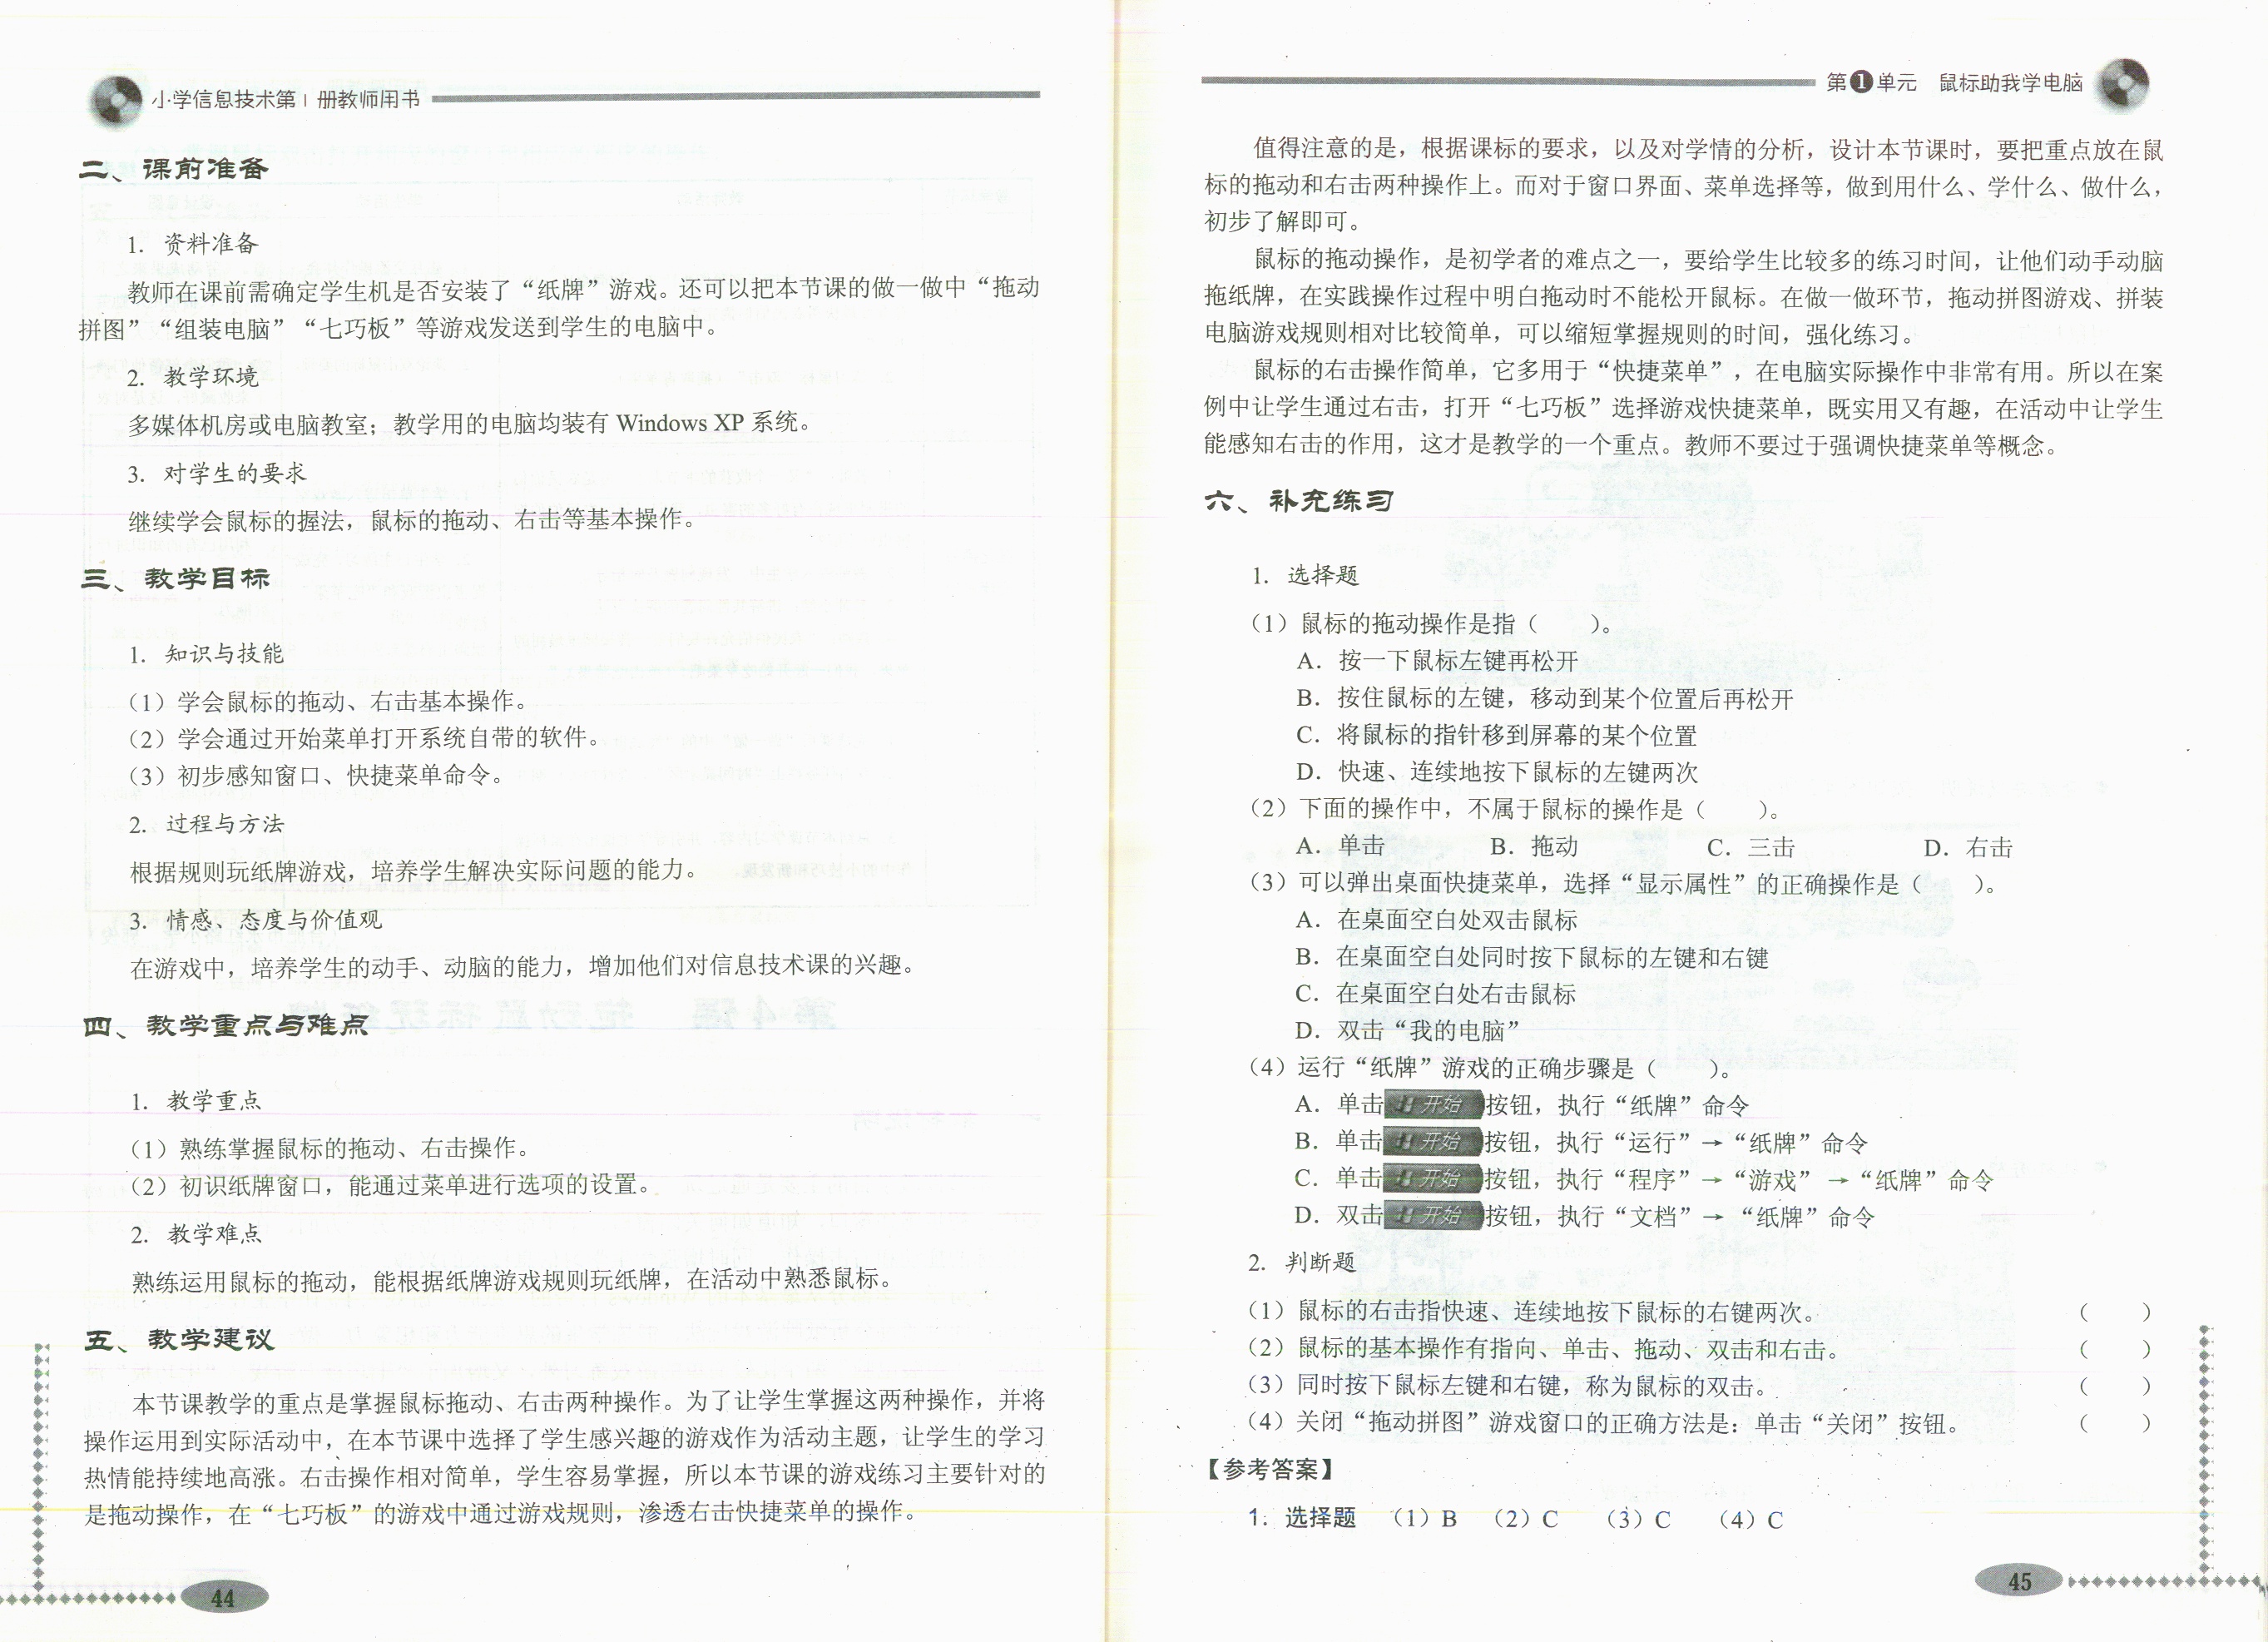 小学信息技术第1册教师用书
二、课前准备
1. 资料准备
教师在课前需确定学生机是否安装了“纸牌”游戏。还可以把本节课的做一做中“拖动
拼图”“组装电脑”“七巧板”等游戏发送到学生的电脑中。
2. 教学环境
多媒体机房或电脑教室；教学用的电脑均装有 Windows XP 系统。
3. 对学生的要求
继续学会鼠标的握法，鼠标的拖动、右击等基本操作。
三、教学目标
1. 知识与技能
（1）学会鼠标的拖动、右击基本操作。
（2）学会通过开始菜单打开系统自带的软件。
（3）初步感知窗口、快捷菜单命令。
2. 过程与方法
根据规则玩纸牌游戏，培养学生解决实际问题的能力。
3. 情感、态度与价值观
在游戏中，培养学生的动手、动脑的能力，增加他们对信息技术课的兴趣。
四、教学重点与难点
1. 教学重点
（1）熟练掌握鼠标的拖动、右击操作。
（2）初识纸牌窗口，能通过菜单进行选项的设置。
2. 教学难点
熟练运用鼠标的拖动，能根据纸牌游戏规则玩纸牌，在活动中熟悉鼠标。
五、教学建议
本节课教学的重点是掌握鼠标拖动、右击两种操作。为了让学生掌握这两种操作，并将
操作运用到实际活动中，在本节课中选择了学生感兴趣的游戏作为活动主题，让学生的学习
热情能持续地高涨。右击操作相对简单，学生容易掌握，所以本节课的游戏练习主要针对的
是拖动操作，在“七巧板”的游戏中通过游戏规则，渗透右击快捷菜单的操作。
44
第1单元 鼠标助我学电脑
值得注意的是，根据课标的要求，以及对学情的分析，设计本节课时，要把重点放在鼠
标的拖动和右击两种操作上。而对于窗口界面、菜单选择等，做到用什么、学什么、做什么，
初步了解即可。
鼠标的拖动操作，是初学者的难点之一，要给学生比较多的练习时间，让他们动手动脑
拖纸牌，在实践操作过程中明白拖动时不能松开鼠标。在做一做环节，拖动拼图游戏、拼装
电脑游戏规则相对比较简单，可以缩短掌握规则的时间，强化练习。
鼠标的右击操作简单，它多用于“快捷菜单”，在电脑实际操作中非常有用。所以在案
例中让学生通过右击，打开“七巧板”选择游戏快捷菜单，既实用又有趣，在活动中让学生
能感知右击的作用，这才是教学的一个重点。教师不要过于强调快捷菜单等概念。
六、补充练习
1. 选择题
（1）鼠标的拖动操作是指（　　）。
A．按一下鼠标左键再松开
B．按住鼠标的左键，移动到某个位置后再松开
C．将鼠标的指针移到屏幕的某个位置
D．快速、连续地按下鼠标的左键两次
（2）下面的操作中，不属于鼠标的操作是（　　）。
A．单击　B．拖动　C．三击　D．右击
（3）可以弹出桌面快捷菜单，选择“显示属性”的正确操作是（　　）。
A．在桌面空白处双击鼠标
B．在桌面空白处同时按下鼠标的左键和右键
C．在桌面空白处右击鼠标
D．双击“我的电脑”
（4）运行“纸牌”游戏的正确步骤是（　　）。
A．单击 开始 按钮，执行“纸牌”命令
B．单击 开始 按钮，执行“运行”→“纸牌”命令
C．单击 开始 按钮，执行“程序”→“游戏”→“纸牌”命令
D．双击 开始 按钮，执行“文档”→“纸牌”命令
2. 判断题
（1）鼠标的右击指快速、连续地按下鼠标的右键两次。（　　）
（2）鼠标的基本操作有指向、单击、拖动、双击和右击。（　　）
（3）同时按下鼠标左键和右键，称为鼠标的双击。（　　）
（4）关闭“拖动拼图”游戏窗口的正确方法是：单击“关闭”按钮。（　　）
【参考答案】
1. 选择题 （1）B （2）C （3）C （4）C
45